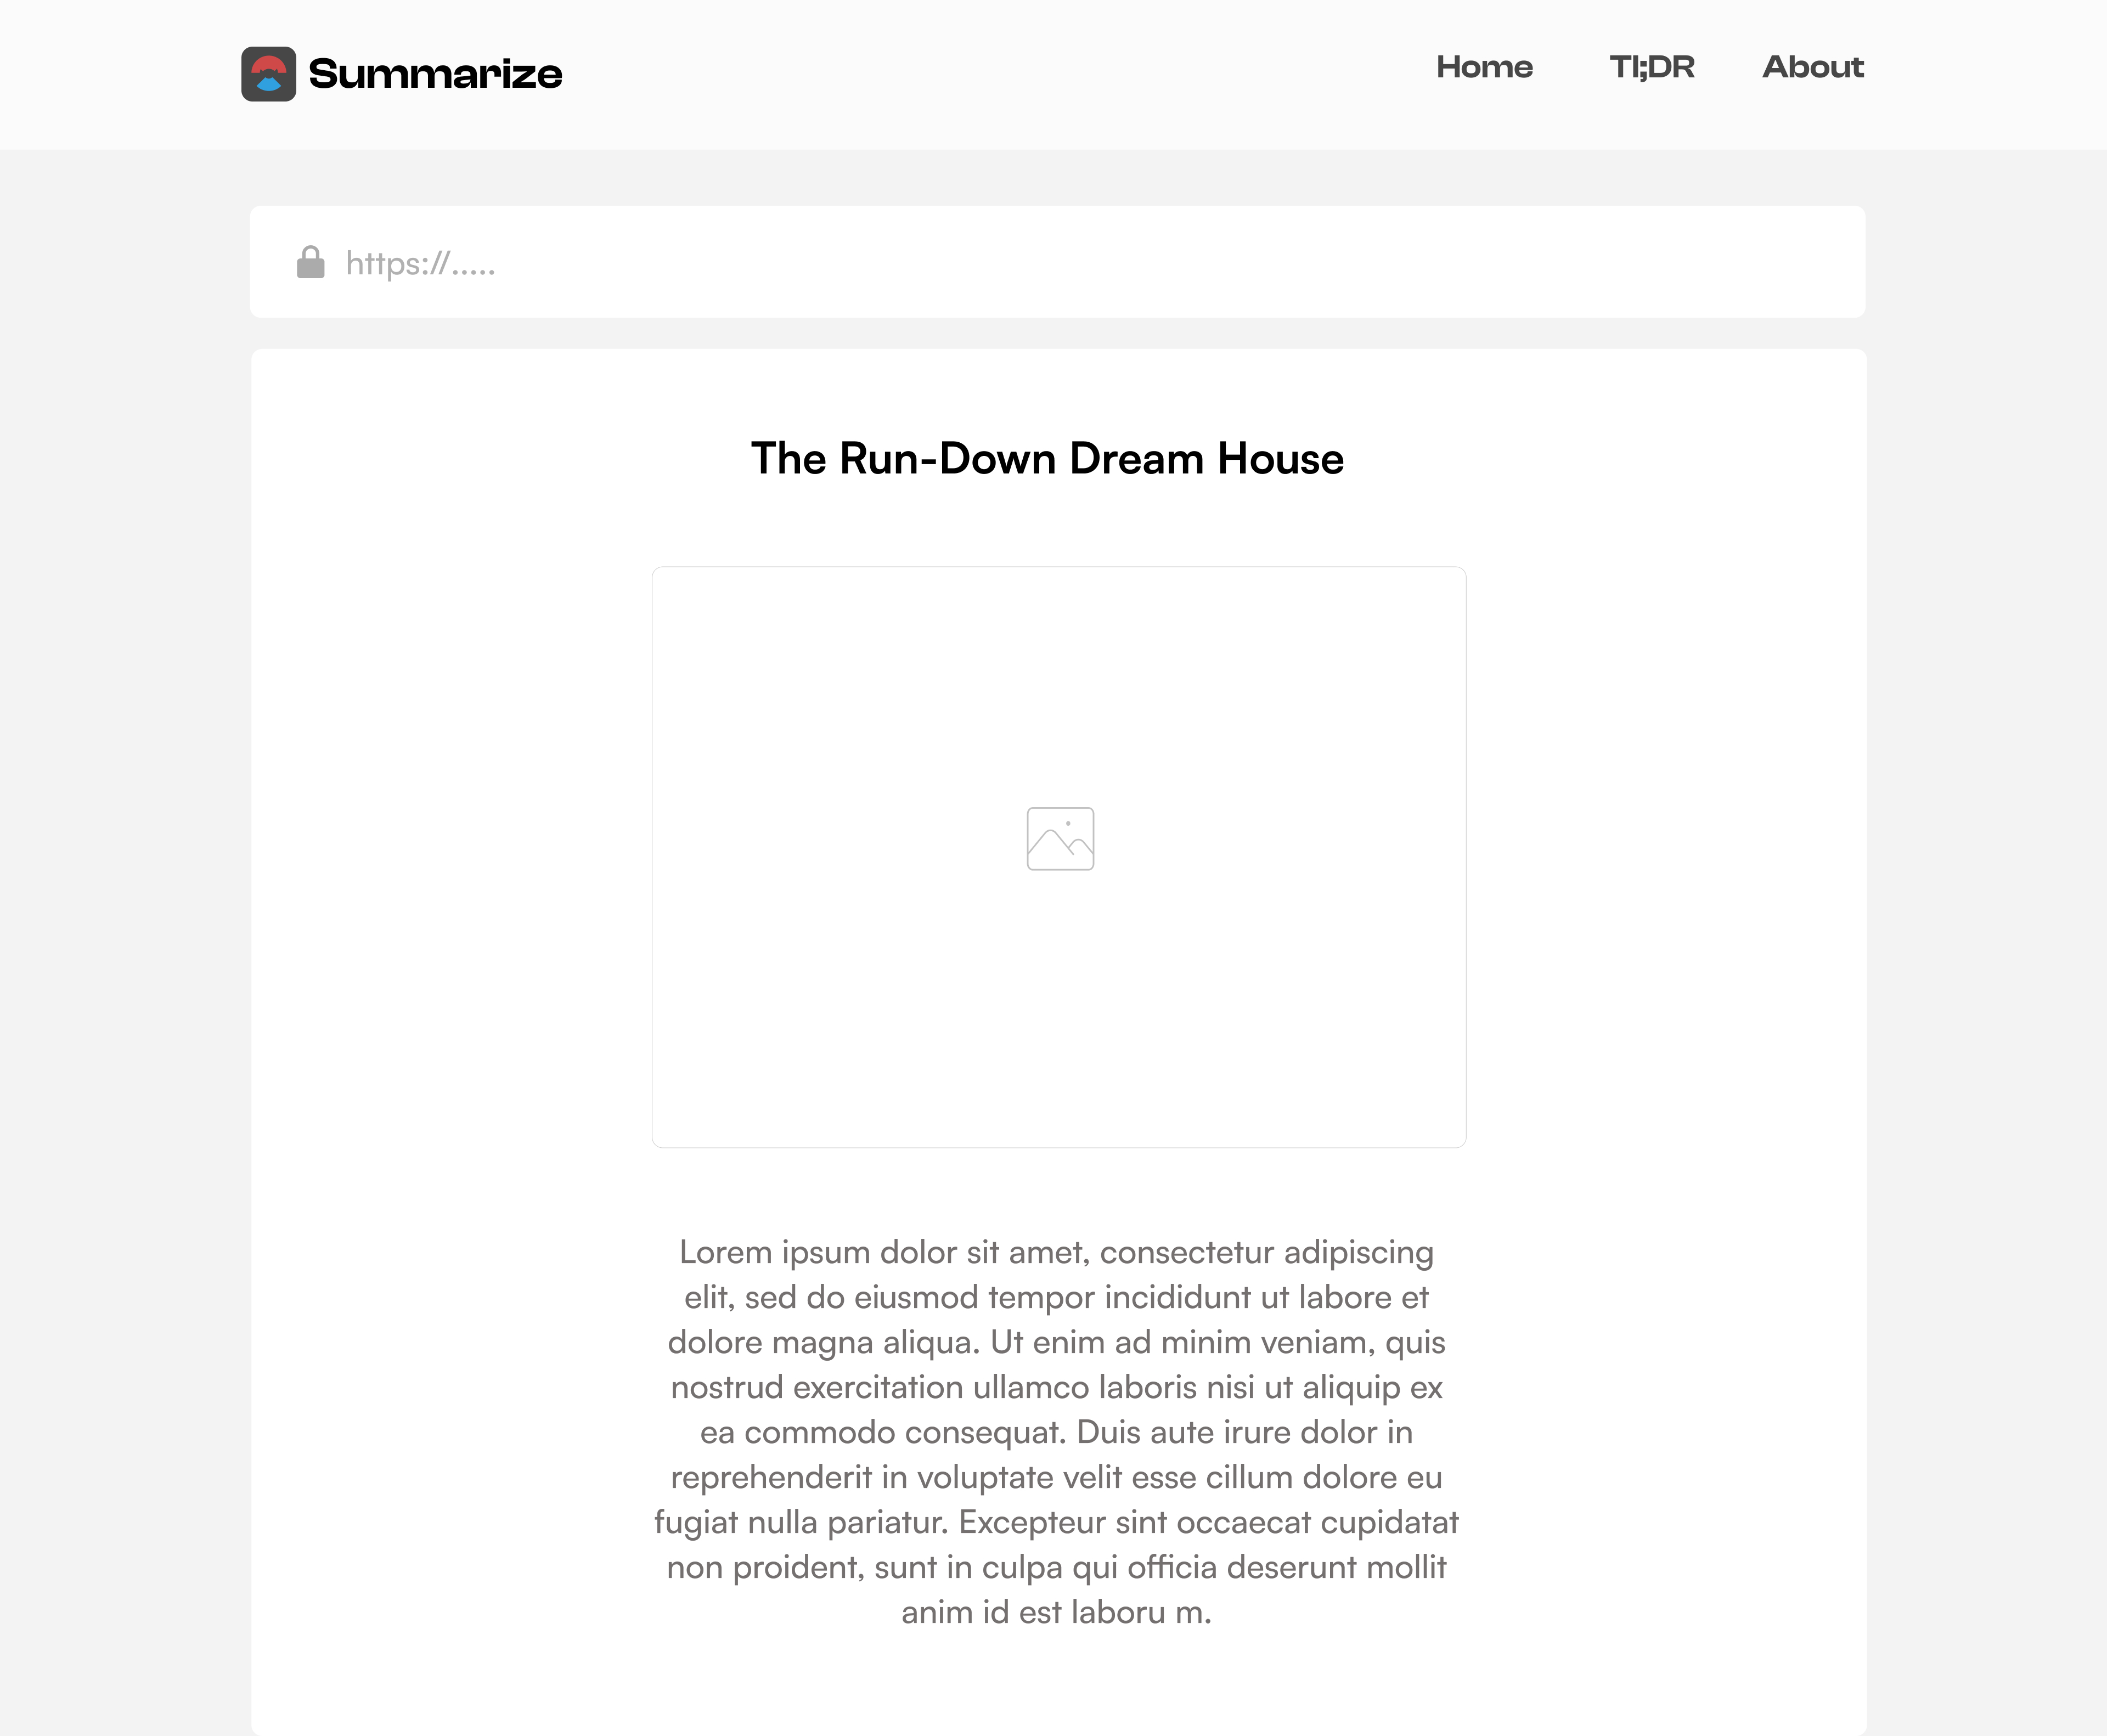 Summarize
Home Tl;DR About
https://.....
The Run-Down Dream House
Lorem ipsum dolor sit amet, consectetur adipiscing
elit, sed do eiusmod tempor incididunt ut labore et
dolore magna aliqua. Ut enim ad minim veniam, quis
nostrud exercitation ullamco laboris nisi ut aliquip ex
ea commodo consequat. Duis aute irure dolor in
reprehenderit in voluptate velit esse cillum dolore eu
fugiat nulla pariatur. Excepteur sint occaecat cupidatat
non proident, sunt in culpa qui officia deserunt mollit
anim id est laboru m.